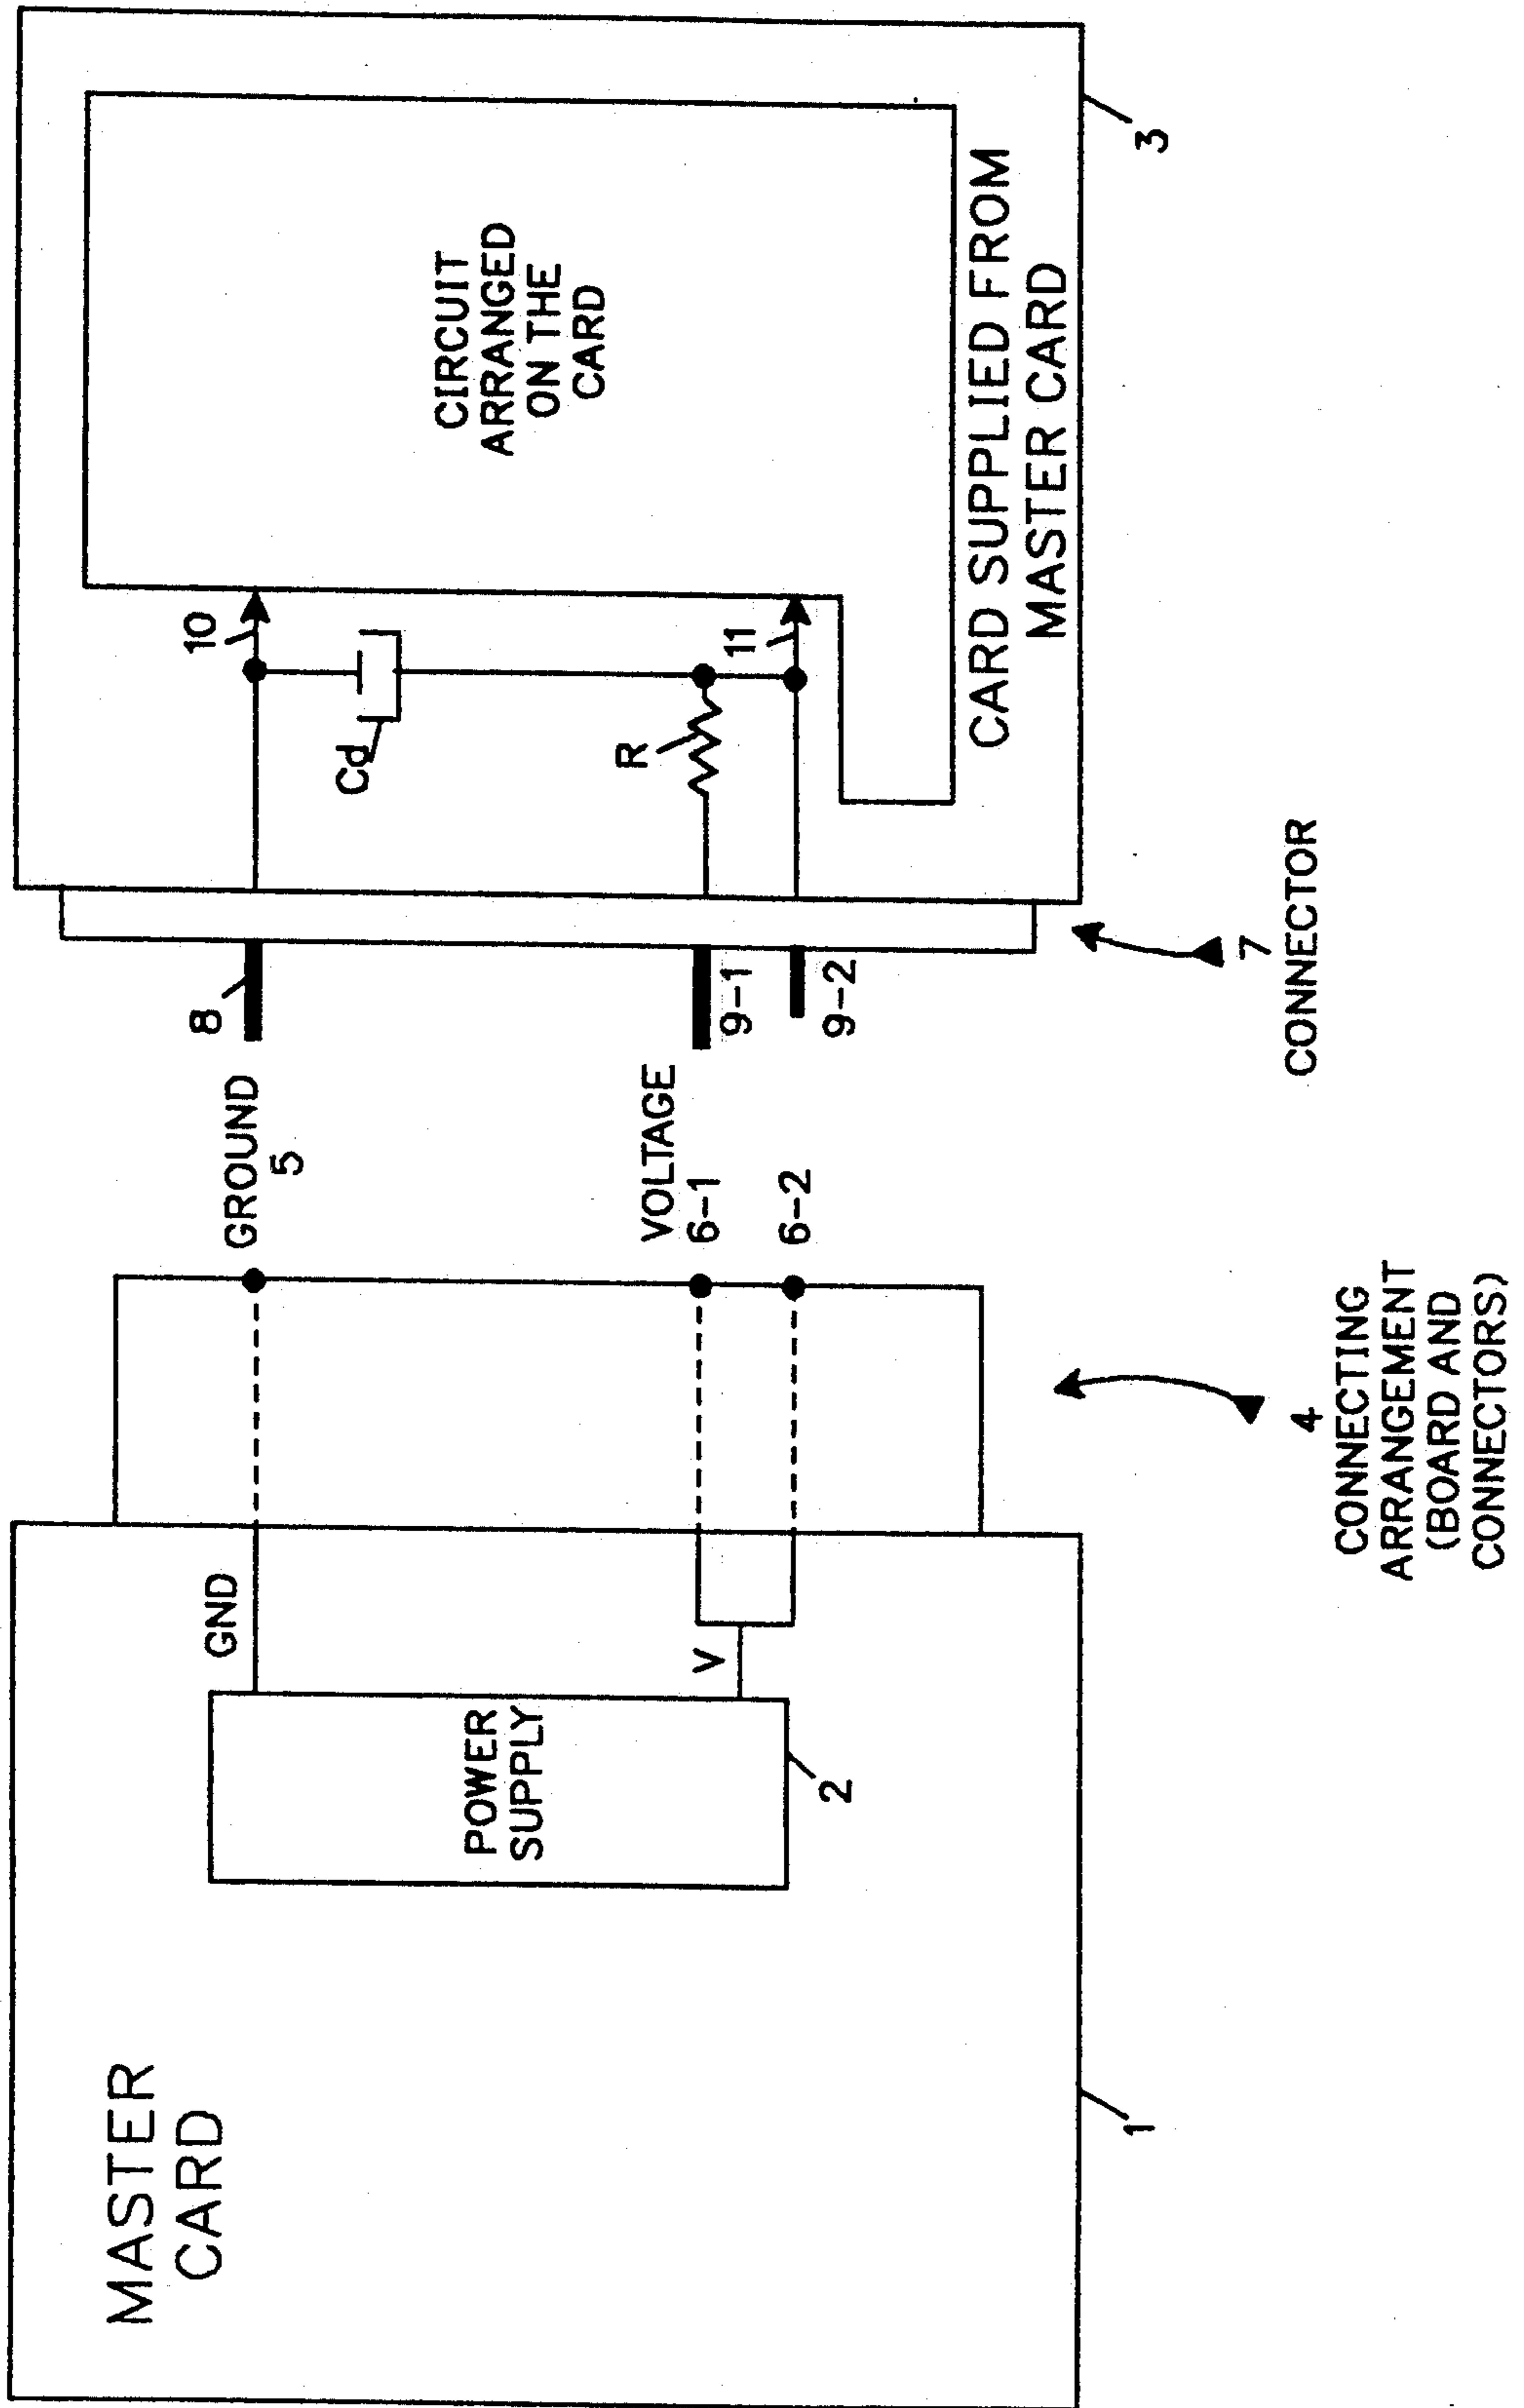 MASTER
CARD
1
POWER
SUPPLY
2
GND
V
4
CONNECTING
ARRANGEMENT
(BOARD AND
CONNECTORS)
GROUND
5
VOLTAGE
6-1
6-2
8
9-1
9-2
7
CONNECTOR
Cd
R
10
11
CIRCUIT
ARRANGED
ON THE
CARD
CARD SUPPLIED FROM
MASTER CARD
3